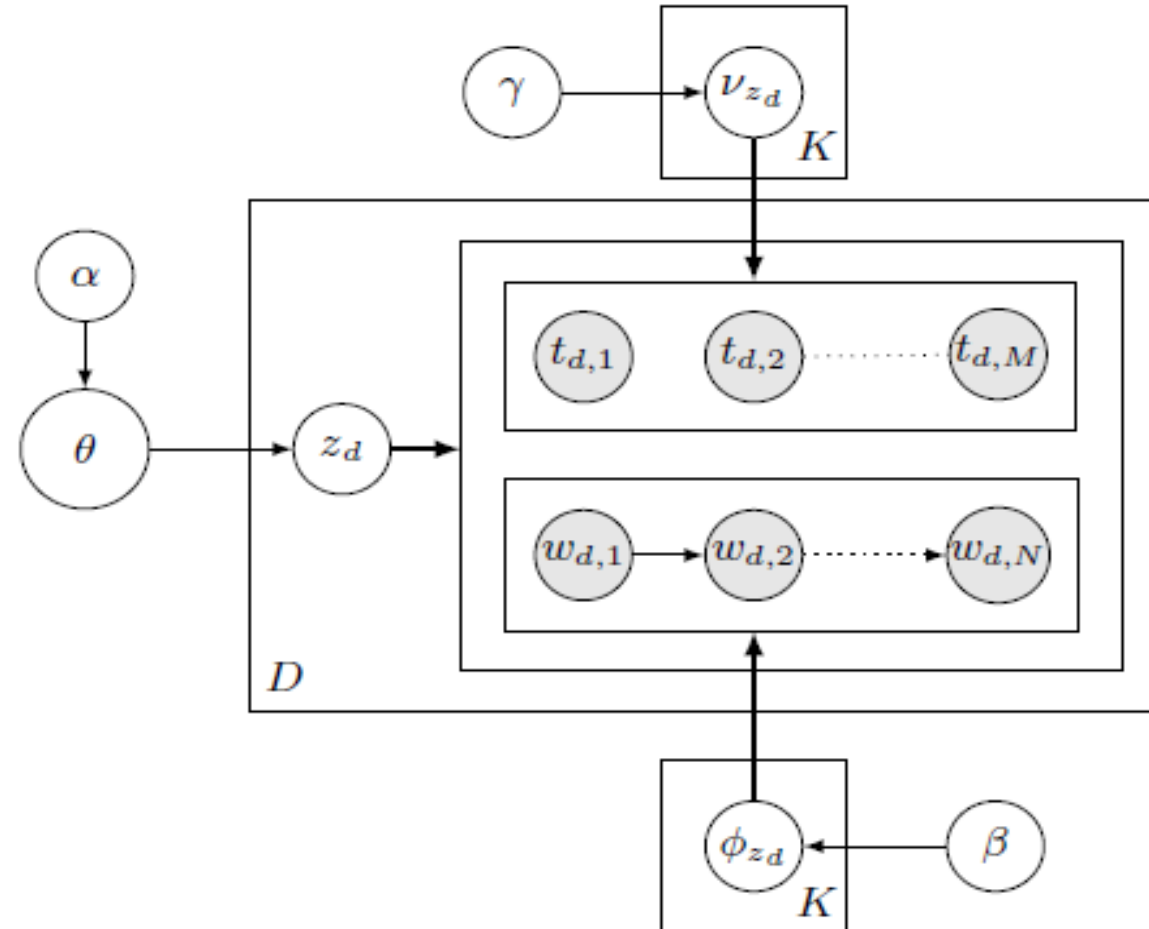 γ
ν_{z_d}
K
α
t_{d,1} t_{d,2} t_{d,M}
θ
z_d
w_{d,1} w_{d,2} w_{d,N}
D
ϕ_{z_d}
β
K